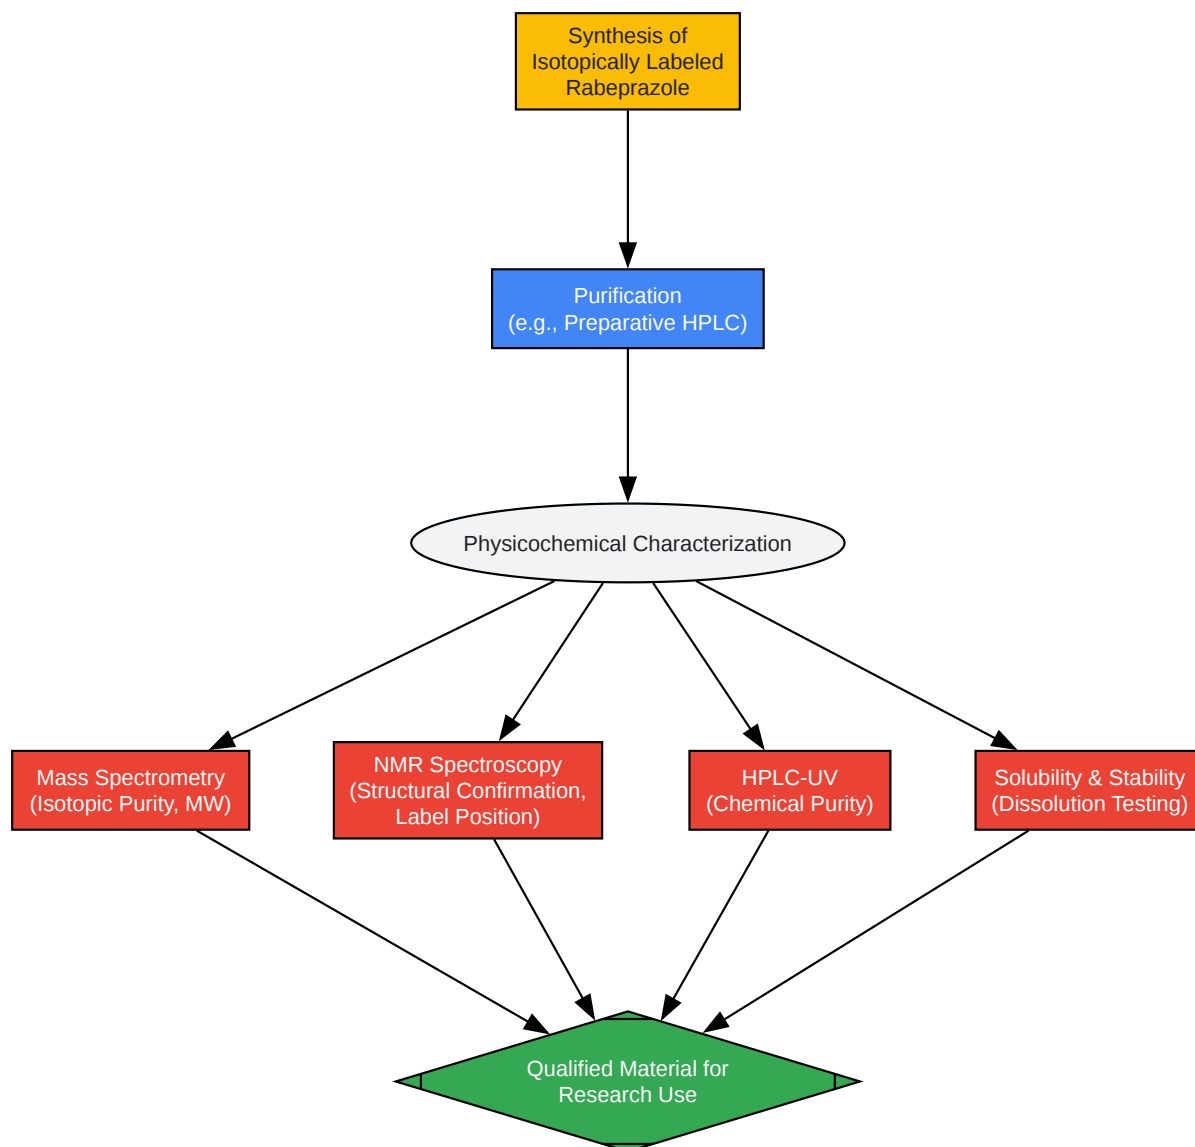 Synthesis of
Isotopically Labeled
Rabeprazole
Purification
(e.g., Preparative HPLC)
Physicochemical Characterization
Mass Spectrometry
(Isotopic Purity, MW)
NMR Spectroscopy
(Structural Confirmation,
Label Position)
HPLC-UV
(Chemical Purity)
Solubility & Stability
(Dissolution Testing)
Qualified Material for
Research Use